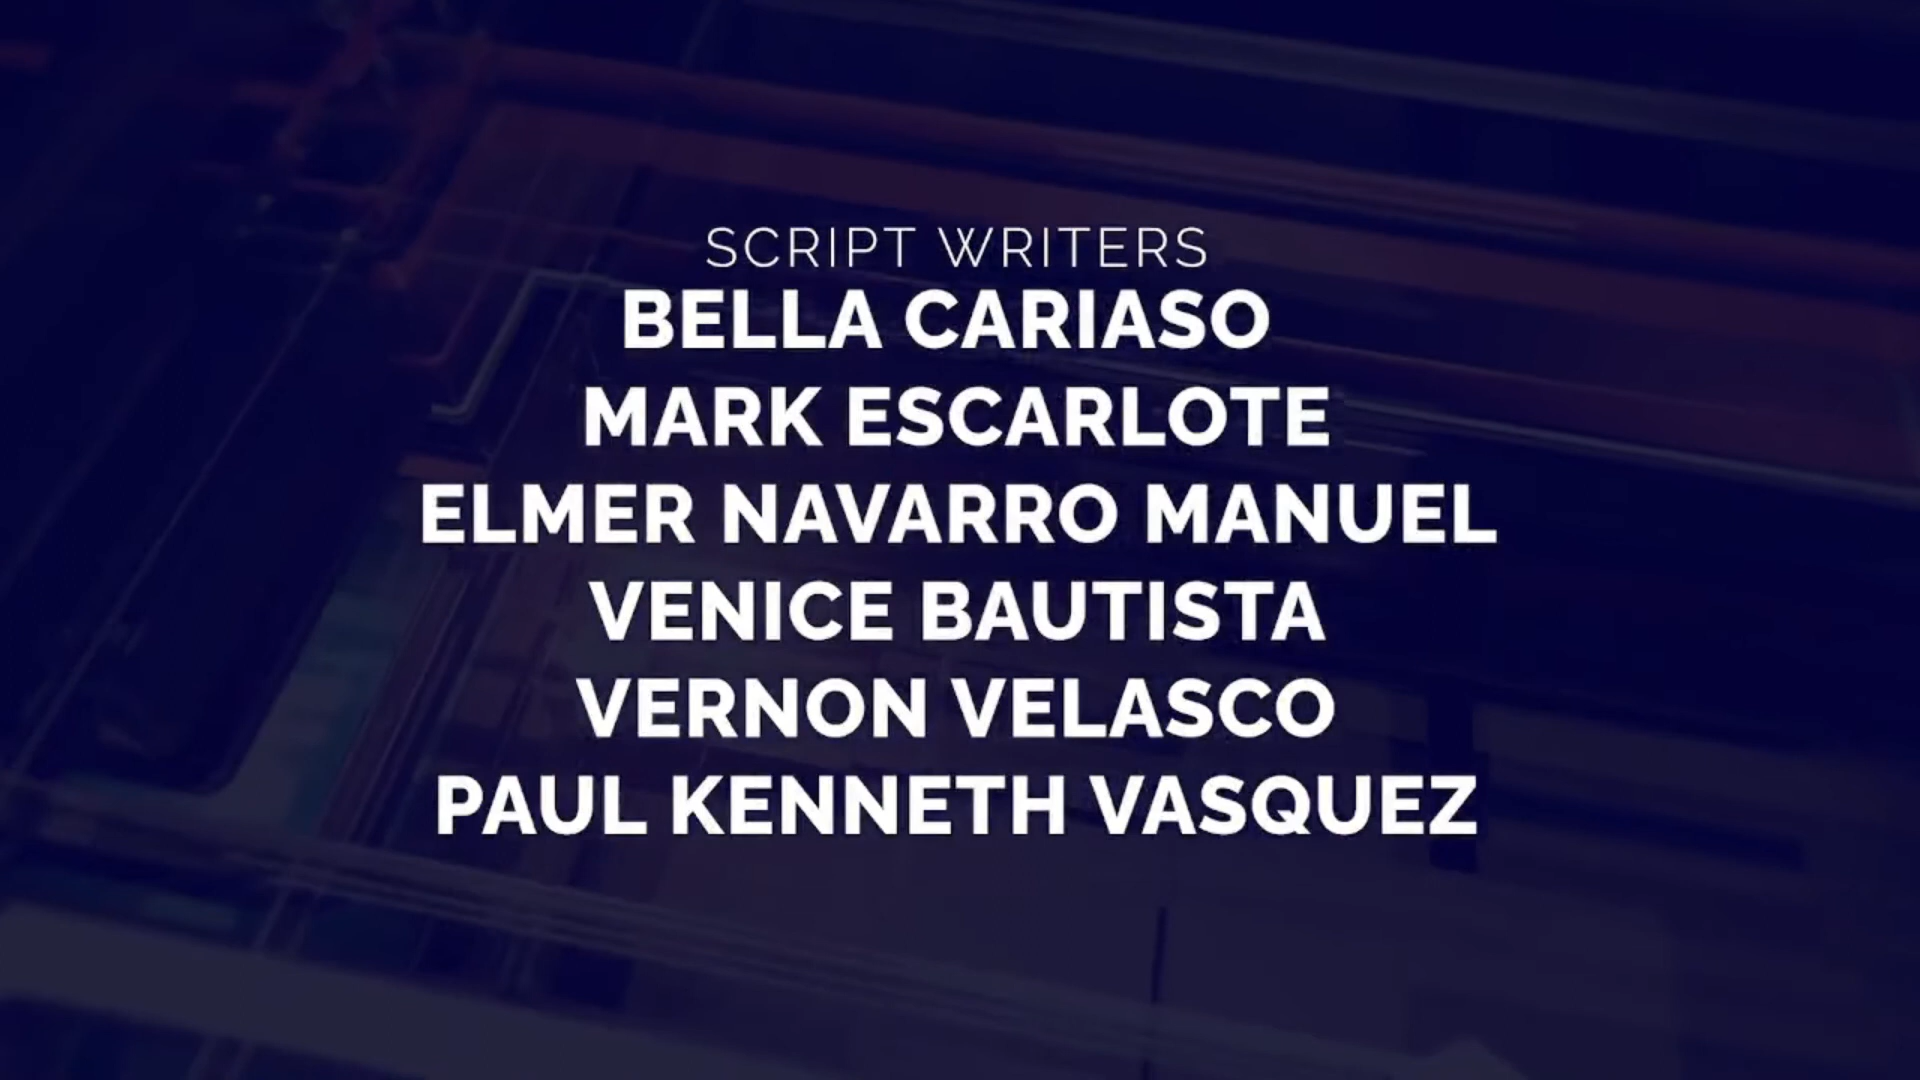 SCRIPT WRITERS
BELLA CARIASO
MARK ESCARLOTE
ELMER NAVARRO MANUEL
VENICE BAUTISTA
VERNON VELASCO
PAUL KENNETH VASQUEZ